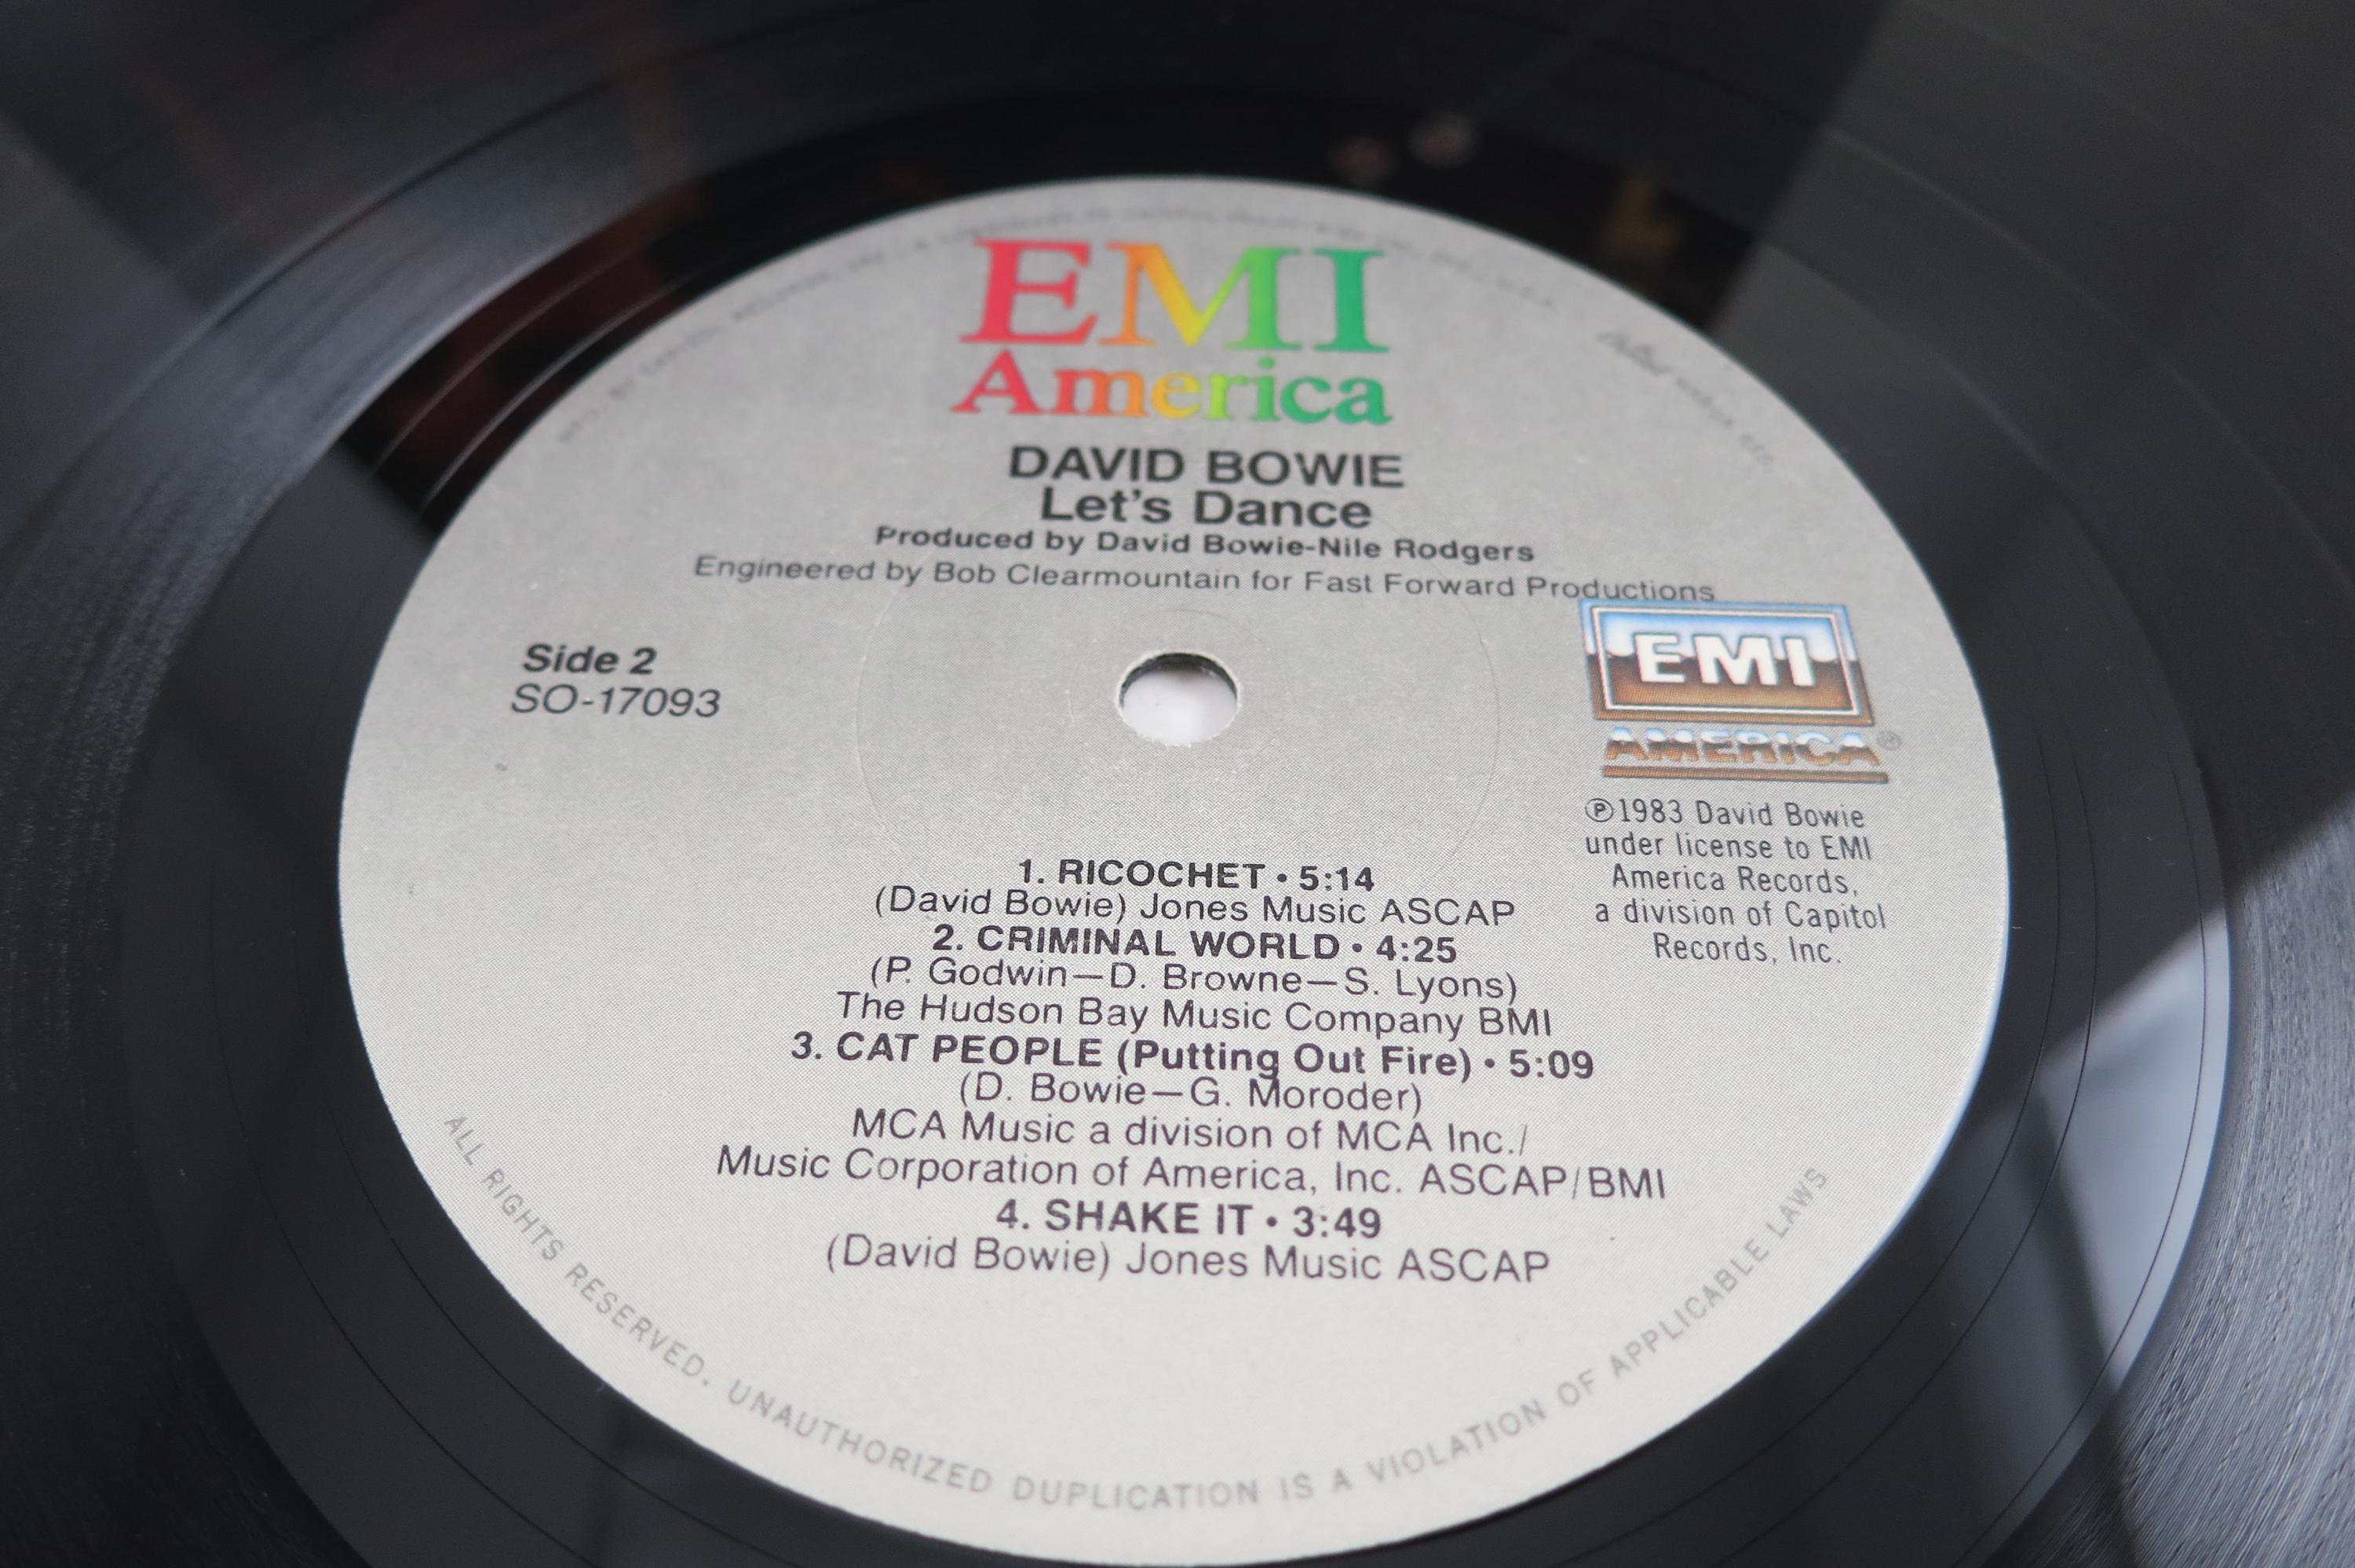 EMI
America
DAVID BOWIE
Let's Dance
Produced by David Bowie-Nile Rodgers
Engineered by Bob Clearmountain for Fast Forward Productions
Side 2
SO-17093
EMI
AMERICA®
℗1983 David Bowie
under license to EMI
America Records,
a division of Capitol
Records, Inc.
1. RICOCHET • 5:14
(David Bowie) Jones Music ASCAP
2. CRIMINAL WORLD • 4:25
(P. Godwin—D. Browne—S. Lyons)
The Hudson Bay Music Company BMI
3. CAT PEOPLE (Putting Out Fire) • 5:09
(D. Bowie—G. Moroder)
MCA Music a division of MCA Inc./
Music Corporation of America, Inc. ASCAP/BMI
4. SHAKE IT • 3:49
(David Bowie) Jones Music ASCAP
ALL RIGHTS RESERVED. UNAUTHORIZED DUPLICATION IS A VIOLATION OF APPLICABLE LAWS